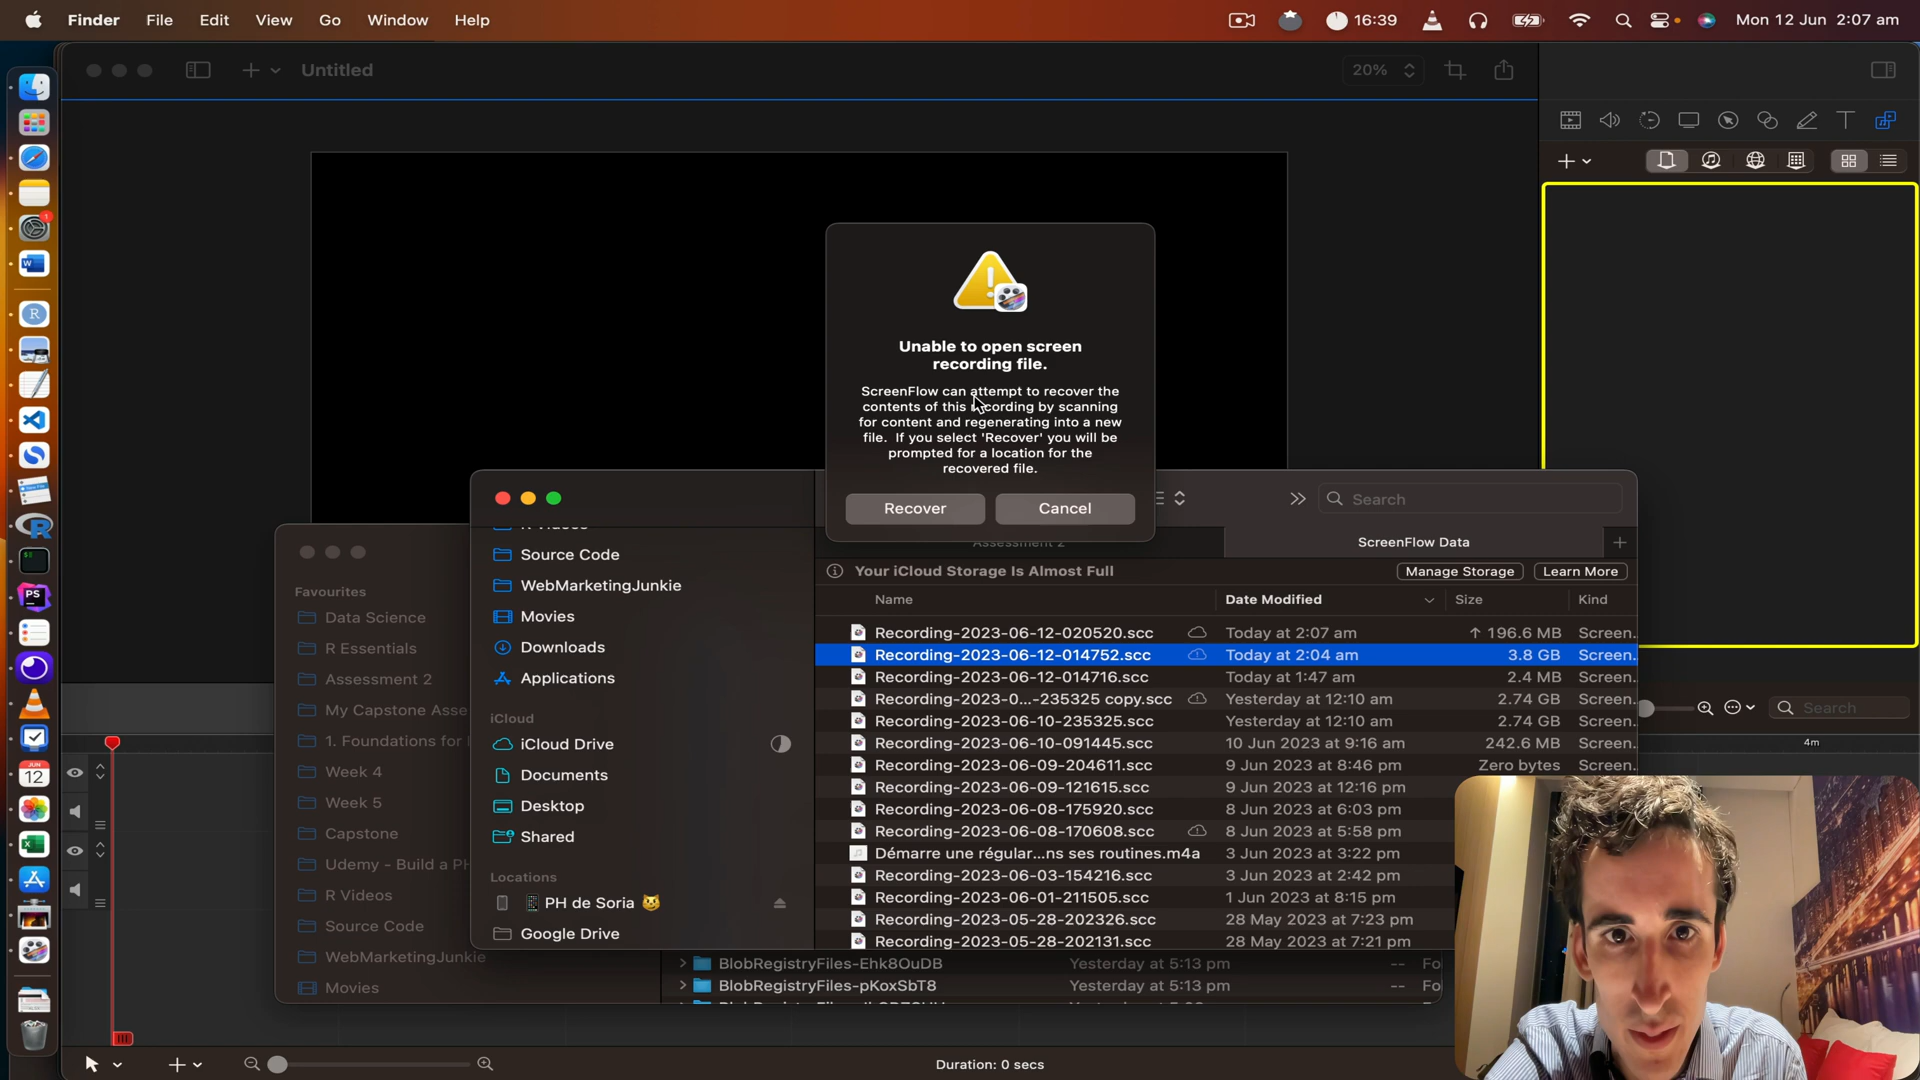 Finder File Edit View Go Window Help 16:39 Mon 12 Jun 2:07 am
Untitled 20%
Unable to open screen
recording file.
ScreenFlow can attempt to recover the
contents of this recording by scanning
for content and regenerating into a new
file. If you select 'Recover' you will be
prompted for a location for the
recovered file.
Recover Cancel
Search
Source Code
WebMarketingJunkie
Movies
Downloads
Applications
iCloud
iCloud Drive
Documents
Desktop
Shared
Locations
PH de Soria
Google Drive
Assessment 2 ScreenFlow Data
Your iCloud Storage Is Almost Full Manage Storage Learn More
Name Date Modified Size Kind
Recording-2023-06-12-020520.scc Today at 2:07 am ↑ 196.6 MB Screen.
Recording-2023-06-12-014752.scc Today at 2:04 am 3.8 GB Screen.
Recording-2023-06-12-014716.scc Today at 1:47 am 2.4 MB Screen.
Recording-2023-0...-235325 copy.scc Yesterday at 12:10 am 2.74 GB Screen.
Recording-2023-06-10-235325.scc Yesterday at 12:10 am 2.74 GB Screen.
Recording-2023-06-10-091445.scc 10 Jun 2023 at 9:16 am 242.6 MB Screen.
Recording-2023-06-09-204611.scc 9 Jun 2023 at 8:46 pm Zero bytes Screen.
Recording-2023-06-09-121615.scc 9 Jun 2023 at 12:16 pm
Recording-2023-06-08-175920.scc 8 Jun 2023 at 6:03 pm
Recording-2023-06-08-170608.scc 8 Jun 2023 at 5:58 pm
Démarre une régular...ns ses routines.m4a 3 Jun 2023 at 3:22 pm
Recording-2023-06-03-154216.scc 3 Jun 2023 at 2:42 pm
Recording-2023-06-01-211505.scc 1 Jun 2023 at 8:15 pm
Recording-2023-05-28-202326.scc 28 May 2023 at 7:23 pm
Recording-2023-05-28-202131.scc 28 May 2023 at 7:21 pm
Favourites
Data Science
R Essentials
Assessment 2
My Capstone Asse
1. Foundations for
Week 4
Week 5
Capstone
Udemy - Build a PH
R Videos
Source Code
WebMarketingJunkie
Movies
BlobRegistryFiles-Ehk8OuDB Yesterday at 5:13 pm -- Fo
BlobRegistryFiles-pKoxSbT8 Yesterday at 5:13 pm -- Fo
Search
4m
Duration: 0 secs
JUN
12
PS
W
R
1